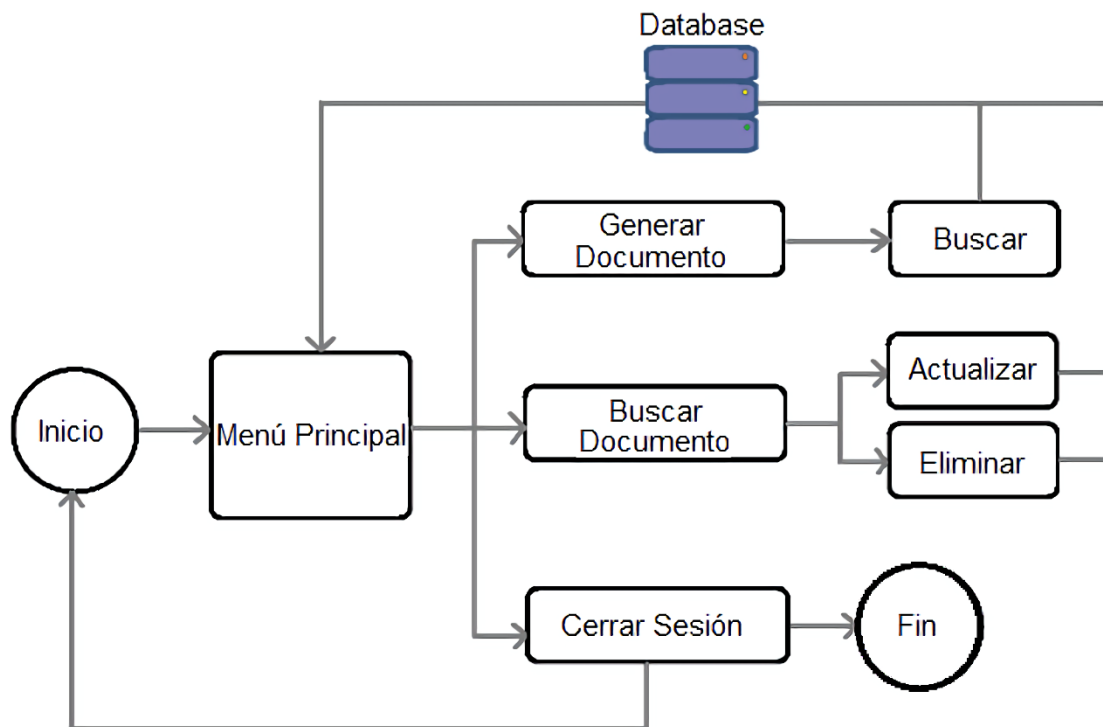 Database
Generar
Documento
Buscar
Inicio
Menú Principal
Buscar
Documento
Actualizar
Eliminar
Cerrar Sesión
Fin